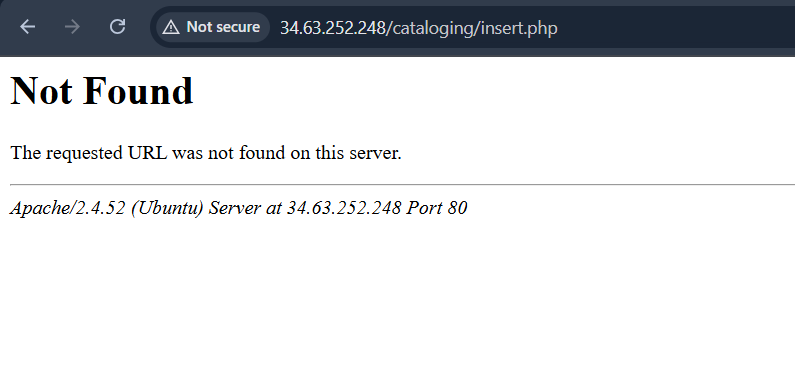 Not secure 34.63.252.248/cataloging/insert.php
Not Found
The requested URL was not found on this server.
Apache/2.4.52 (Ubuntu) Server at 34.63.252.248 Port 80